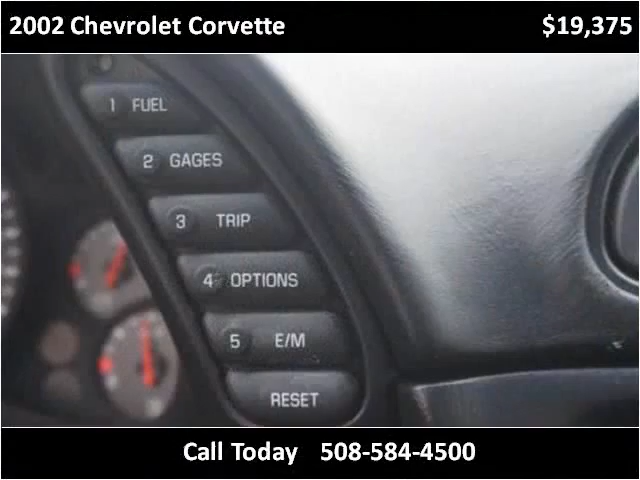 2002 Chevrolet Corvette $19,375
1 FUEL
2 GAGES
3 TRIP
4 OPTIONS
5 E/M
RESET
Call Today 508-584-4500